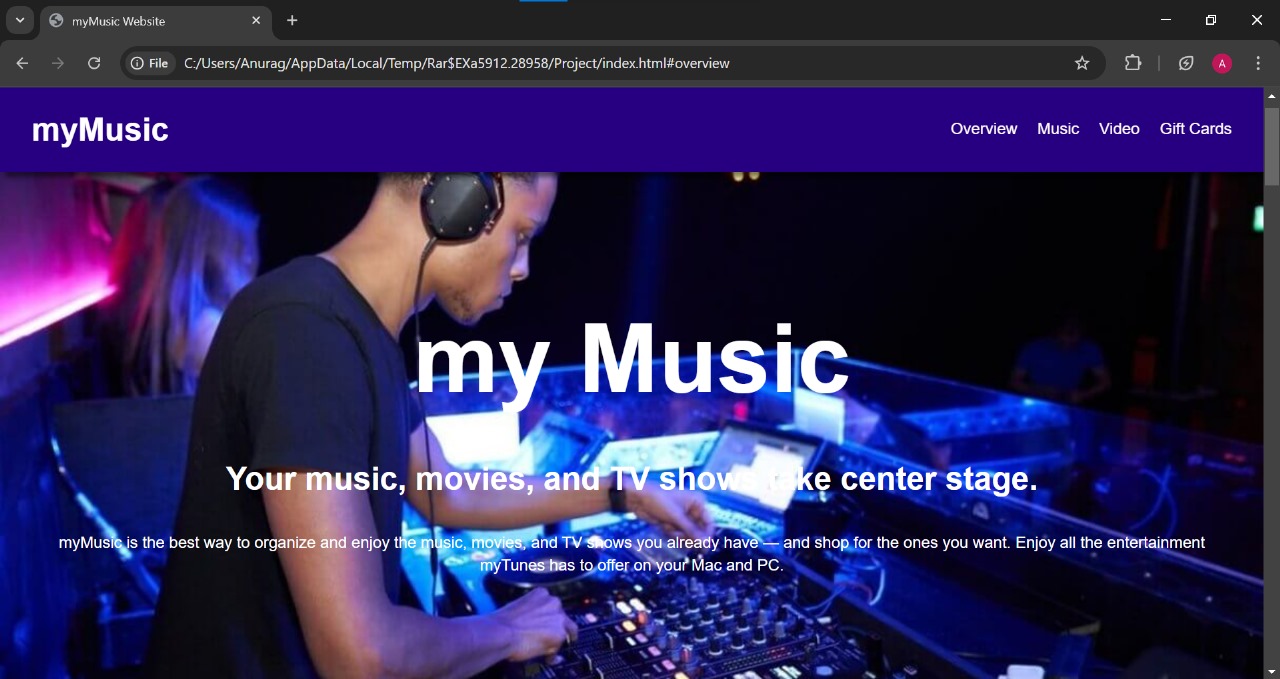 myMusic Website
File
C:/Users/Anurag/AppData/Local/Temp/Rar$EXa5912.28958/Project/index.html#overview
A
myMusic
Overview Music Video Gift Cards
my Music
Your music, movies, and TV shows take center stage.
myMusic is the best way to organize and enjoy the music, movies, and TV shows you already have — and shop for the ones you want. Enjoy all the entertainment
myTunes has to offer on your Mac and PC.